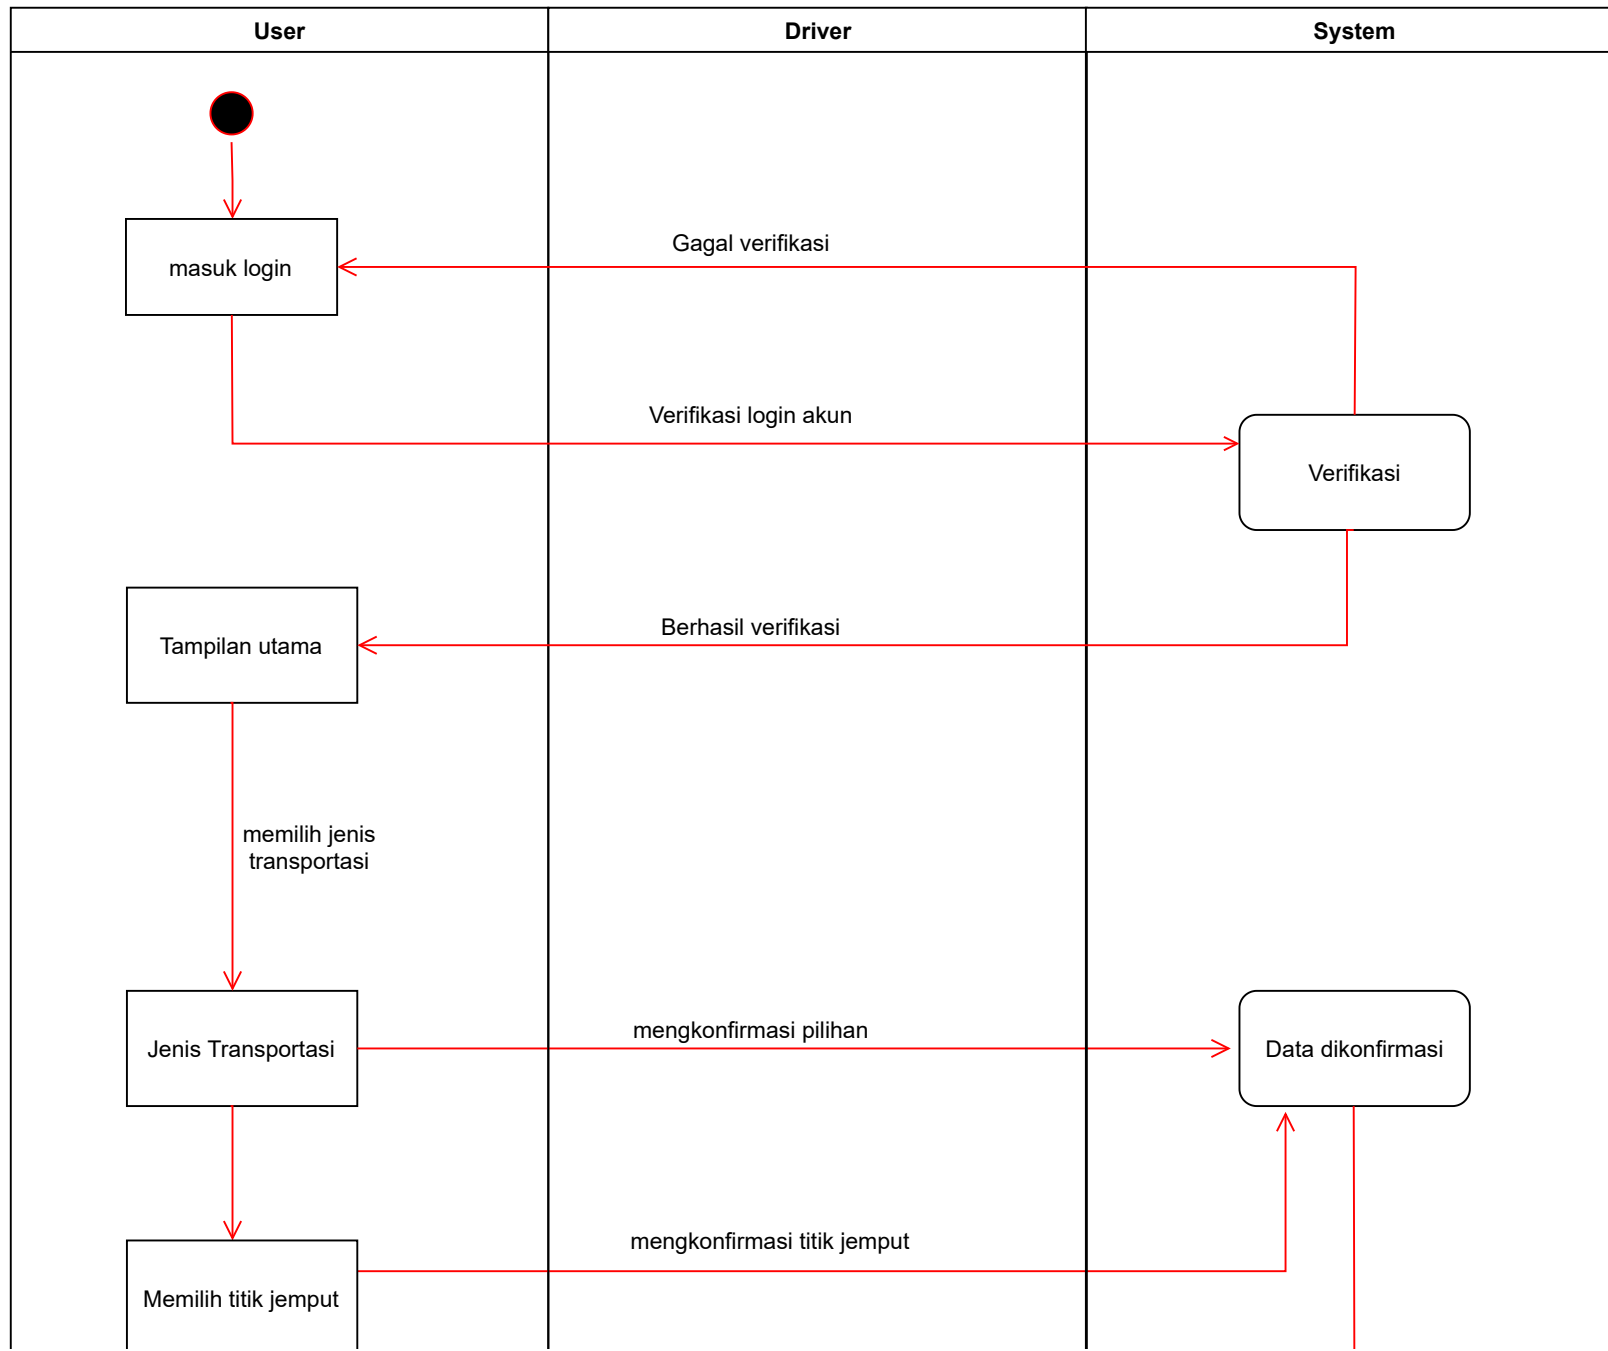 User
Driver
System
Gagal verifikasi
masuk login
Verifikasi login akun
Verifikasi
Berhasil verifikasi
Tampilan utama
memilih jenis
transportasi
mengkonfirmasi pilihan
Jenis Transportasi
Data dikonfirmasi
mengkonfirmasi titik jemput
Memilih titik jemput